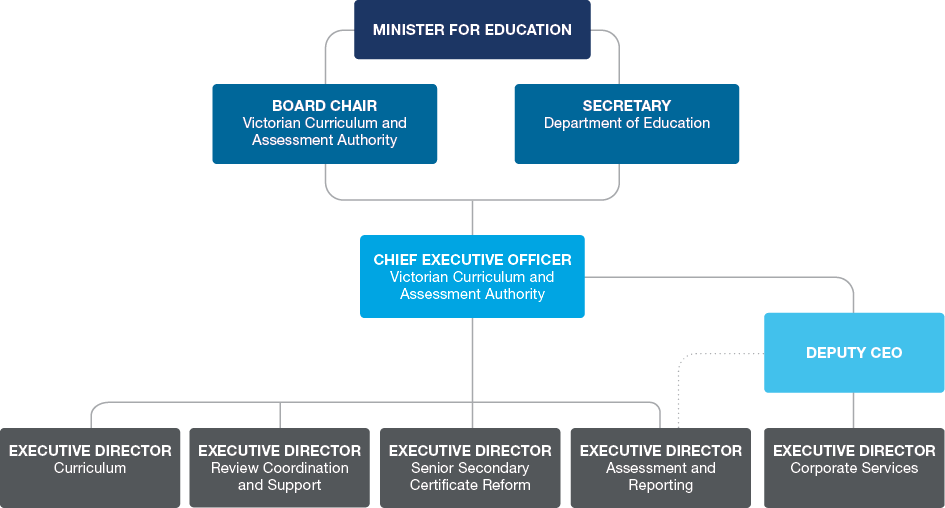 MINISTER FOR EDUCATION
BOARD CHAIR
Victorian Curriculum and
Assessment Authority
SECRETARY
Department of Education
CHIEF EXECUTIVE OFFICER
Victorian Curriculum and
Assessment Authority
DEPUTY CEO
EXECUTIVE DIRECTOR
Curriculum
EXECUTIVE DIRECTOR
Review Coordination
and Support
EXECUTIVE DIRECTOR
Senior Secondary
Certificate Reform
EXECUTIVE DIRECTOR
Assessment and
Reporting
EXECUTIVE DIRECTOR
Corporate Services